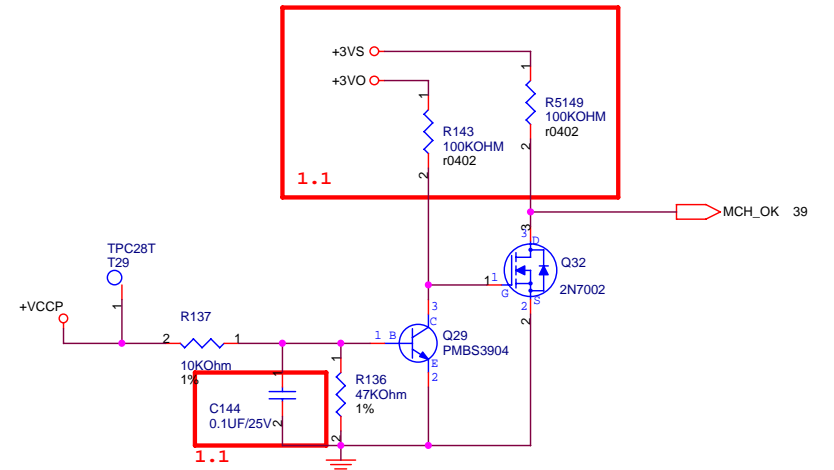 +3VS
+3VO
1
1
R5149
100KOHM
r0402
R143
100KOHM
r0402
2
2
1.1
MCH_OK 39
3
3 D
TPC28T
T29
Q32
2N7002
1 1
G
S
2
2
1
+VCCP
R137
2 1
10KOhm
1%
3
C
1 B
Q29
PMBS3904
E
2
1
1
R136
47KOhm
1%
C144
0.1UF/25V
2
2
1.1